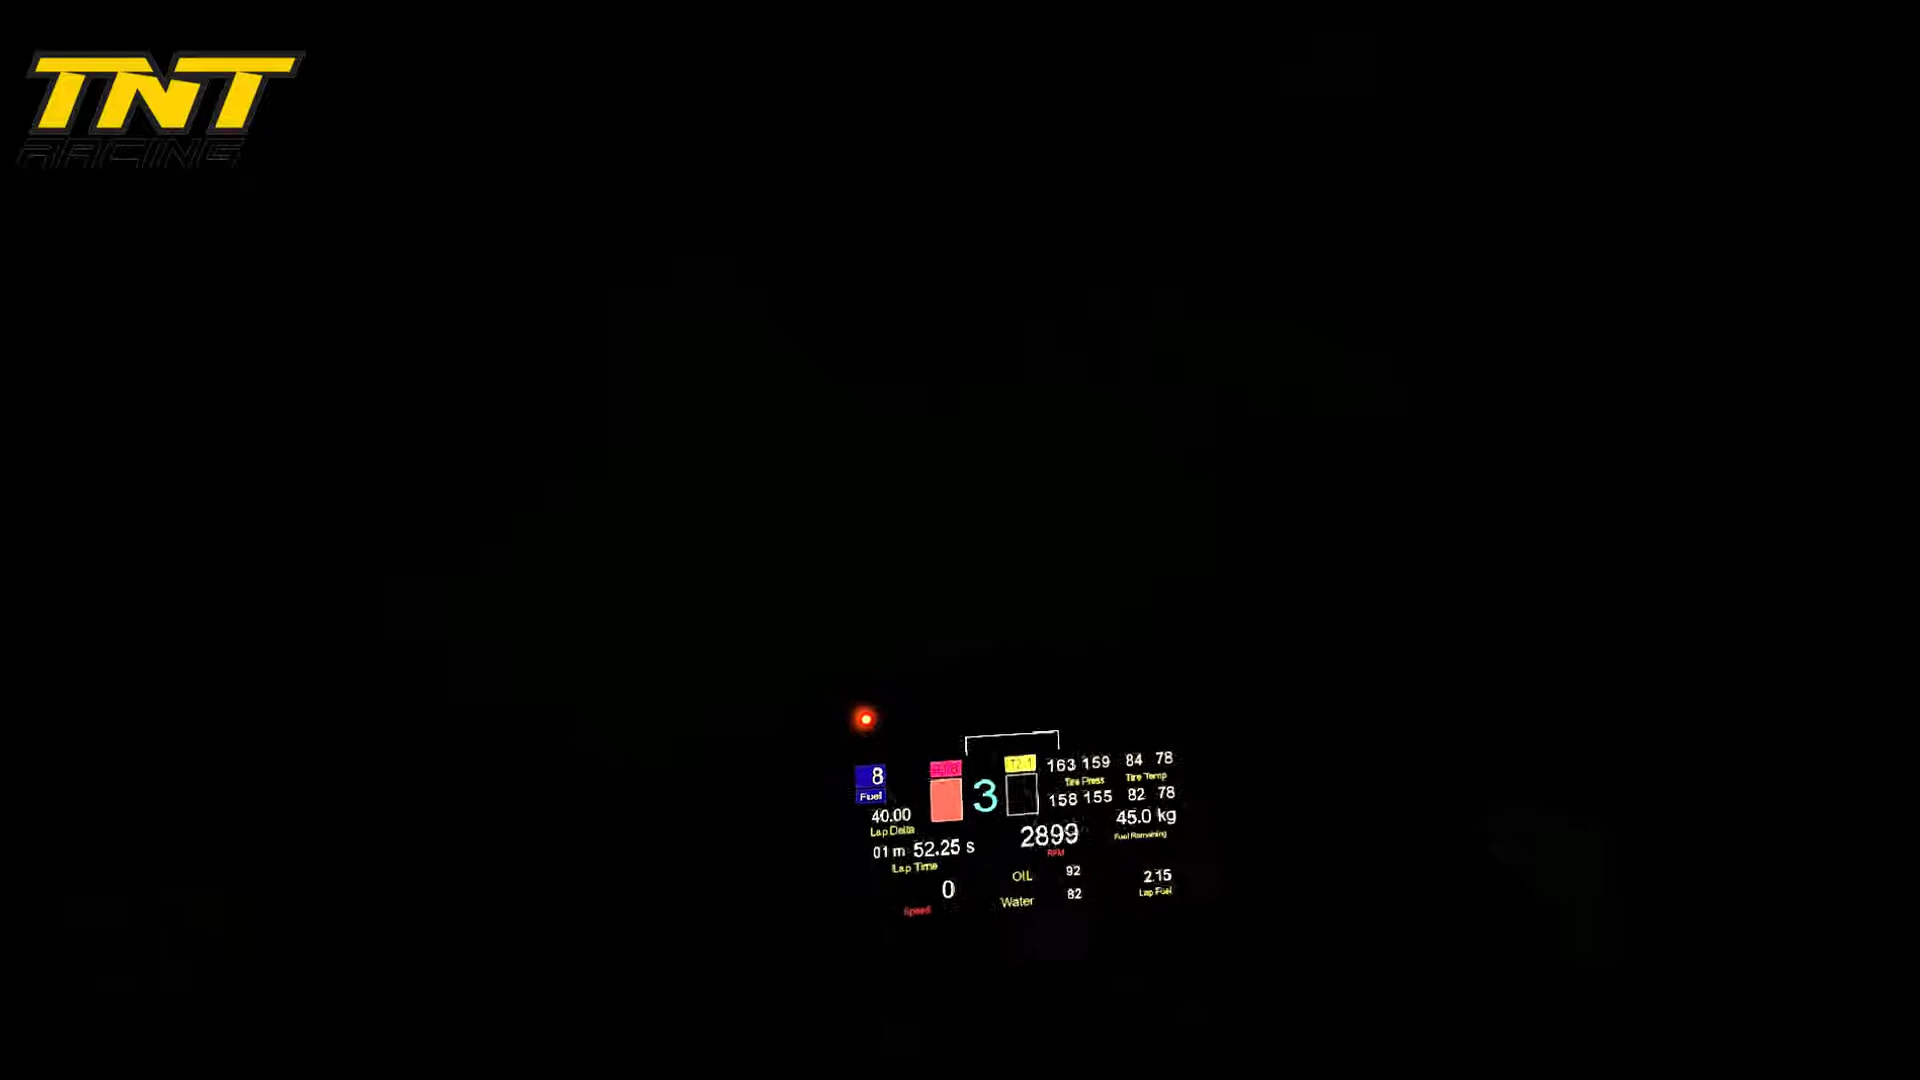 TNT
RACING
163 159 84 78
8
Tire Press Tire Temp
Fuel
3
158 155 82 78
40.00
45.0 kg
Lap Delta
2899
Fuel Remaining
RPM
01 m 52.25 s
Lap Time
OIL 92
2.15
0
Lap Fuel
Water 82
Speed